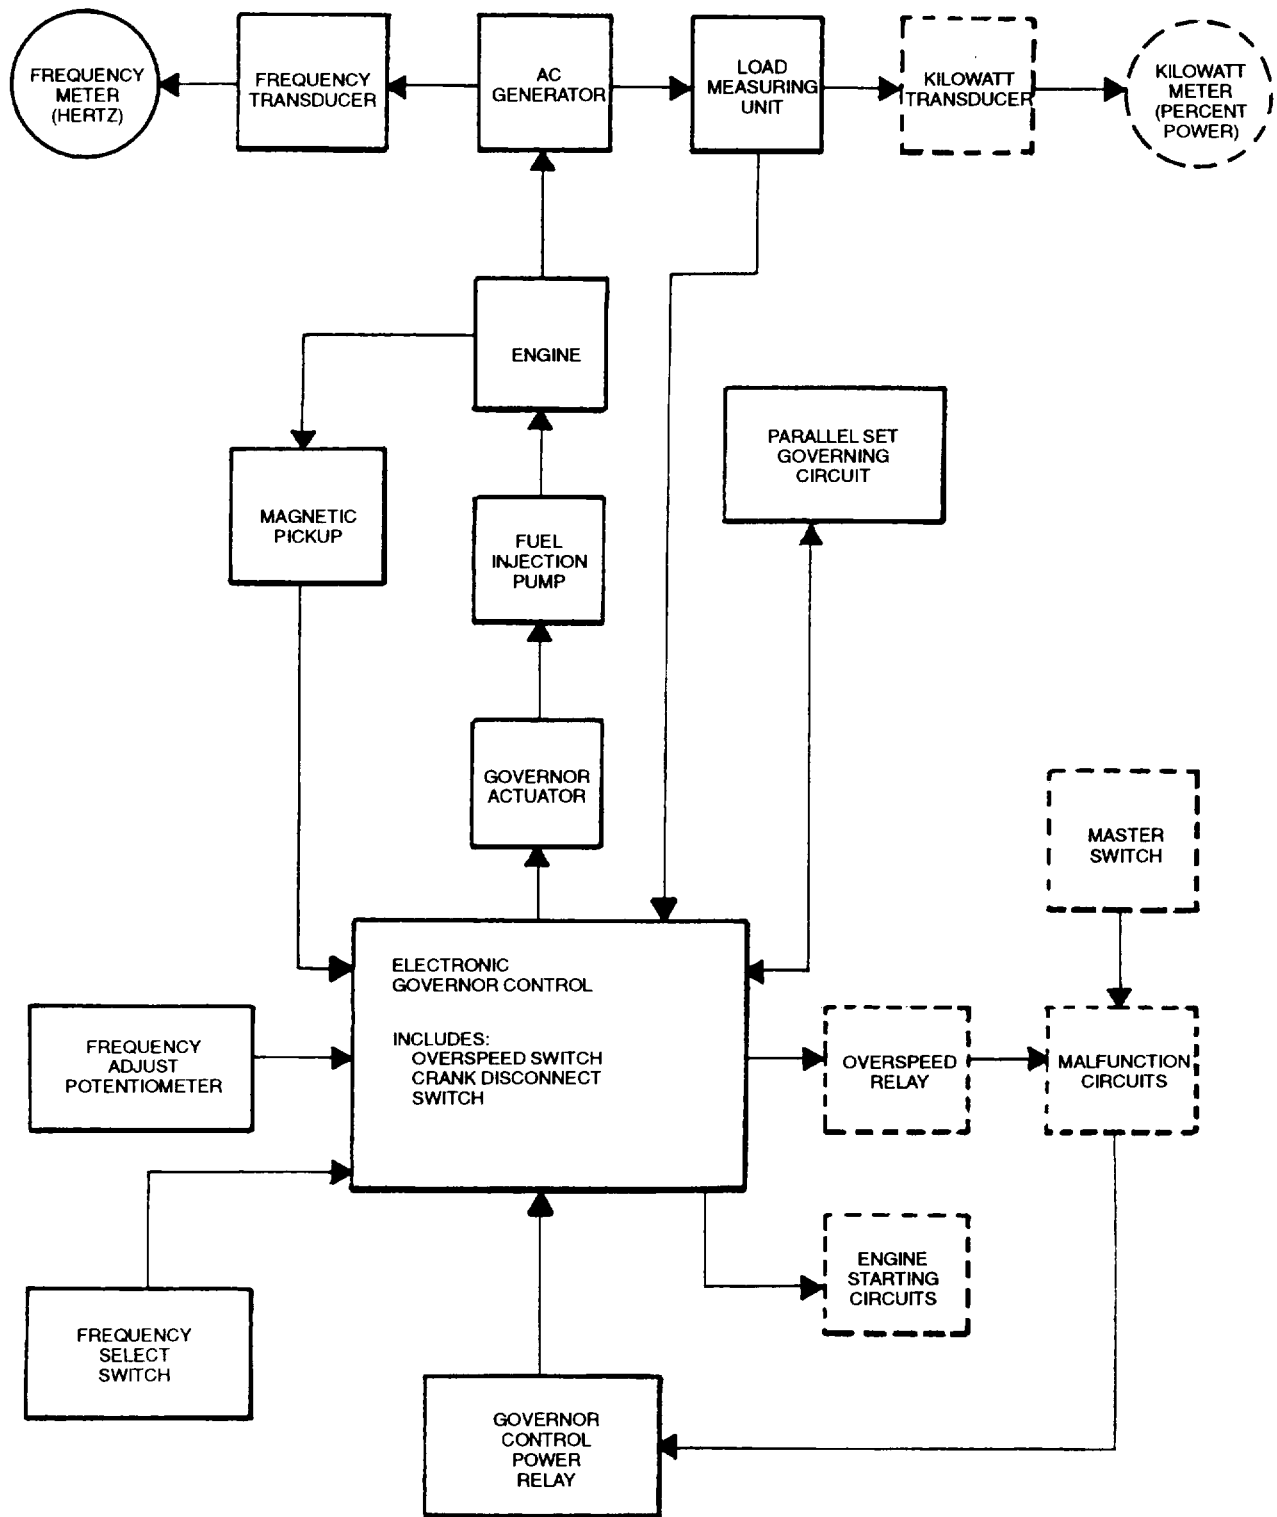 FREQUENCY
METER
(HERTZ)
FREQUENCY
TRANSDUCER
AC
GENERATOR
LOAD
MEASURING
UNIT
KILOWATT
TRANSDUCER
KILOWATT
METER
(PERCENT
POWER)
ENGINE
PARALLEL SET
GOVERNING
CIRCUIT
MAGNETIC
PICKUP
FUEL
INJECTION
PUMP
GOVERNOR
ACTUATOR
MASTER
SWITCH
ELECTRONIC
GOVERNOR CONTROL
INCLUDES:
OVERSPEED SWITCH
CRANK DISCONNECT
SWITCH
FREQUENCY
ADJUST
POTENTIOMETER
OVERSPEED
RELAY
MALFUNCTION
CIRCUITS
ENGINE
STARTING
CIRCUITS
FREQUENCY
SELECT
SWITCH
GOVERNOR
CONTROL
POWER
RELAY